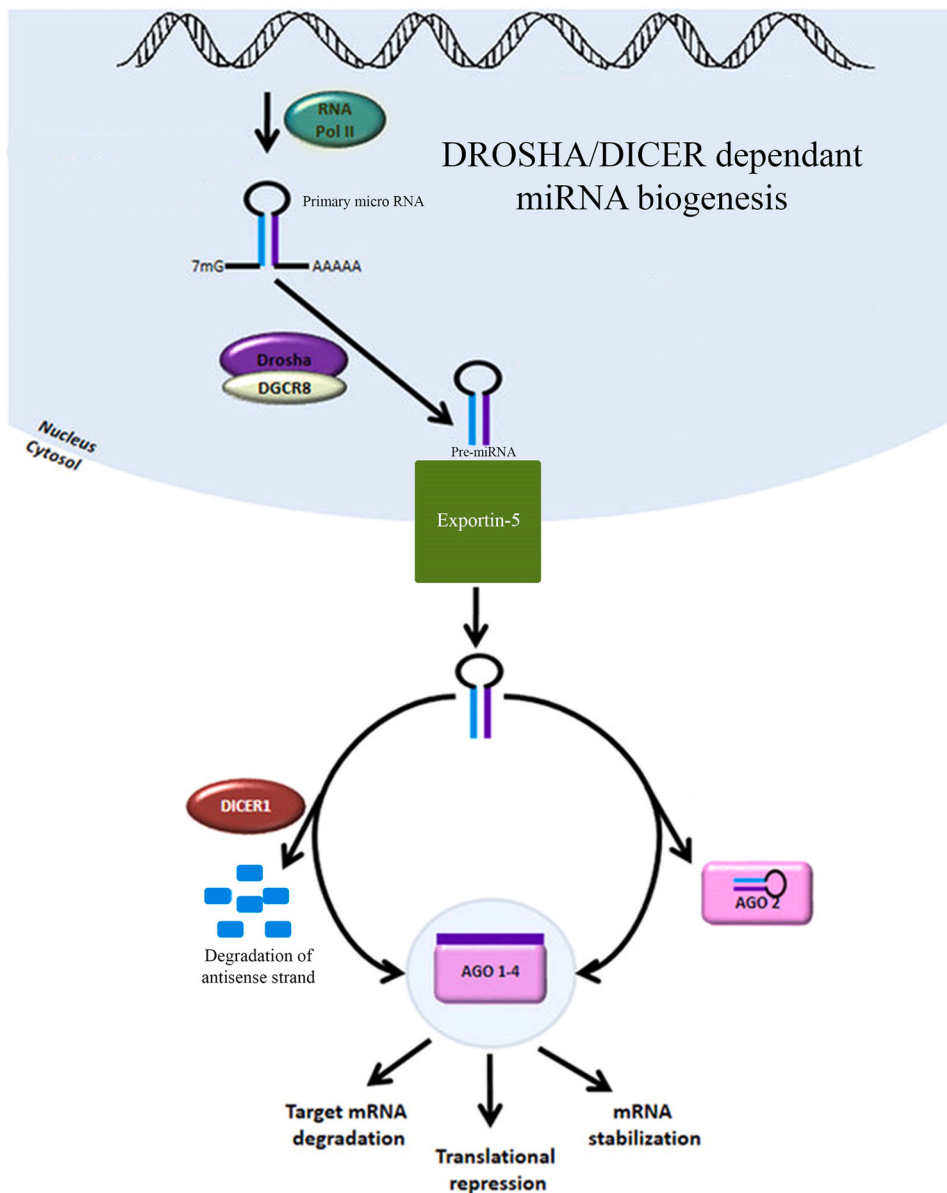 RNA
Pol II
DROSHA/DICER dependant
miRNA biogenesis
Primary micro RNA
7mG
AAAAA
Drosha
DGCR8
Nucleus
Cytosol
Pre-miRNA
Exportin-5
DICER1
AGO 2
Degradation of
antisense strand
AGO 1-4
Target mRNA
degradation
mRNA
stabilization
Translational
repression